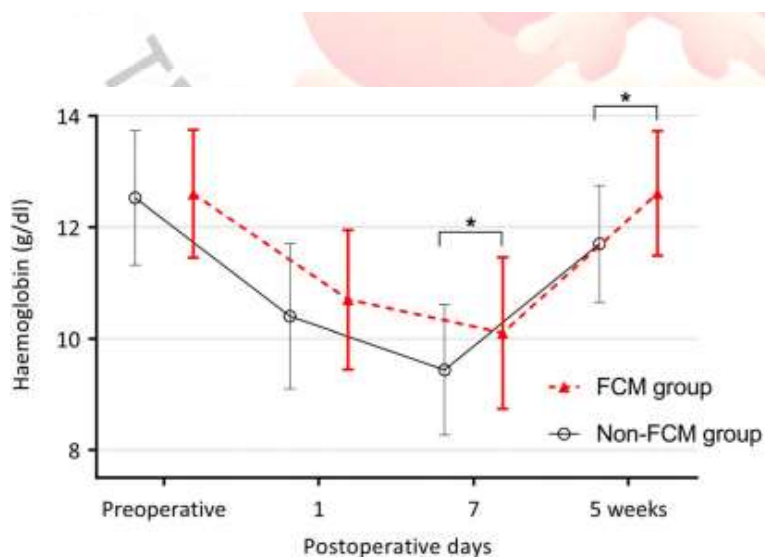 *
14
*
12
Haemoglobin (g/dl)
10
FCM group
Non-FCM group
8
Preoperative 1 7 5 weeks
Postoperative days